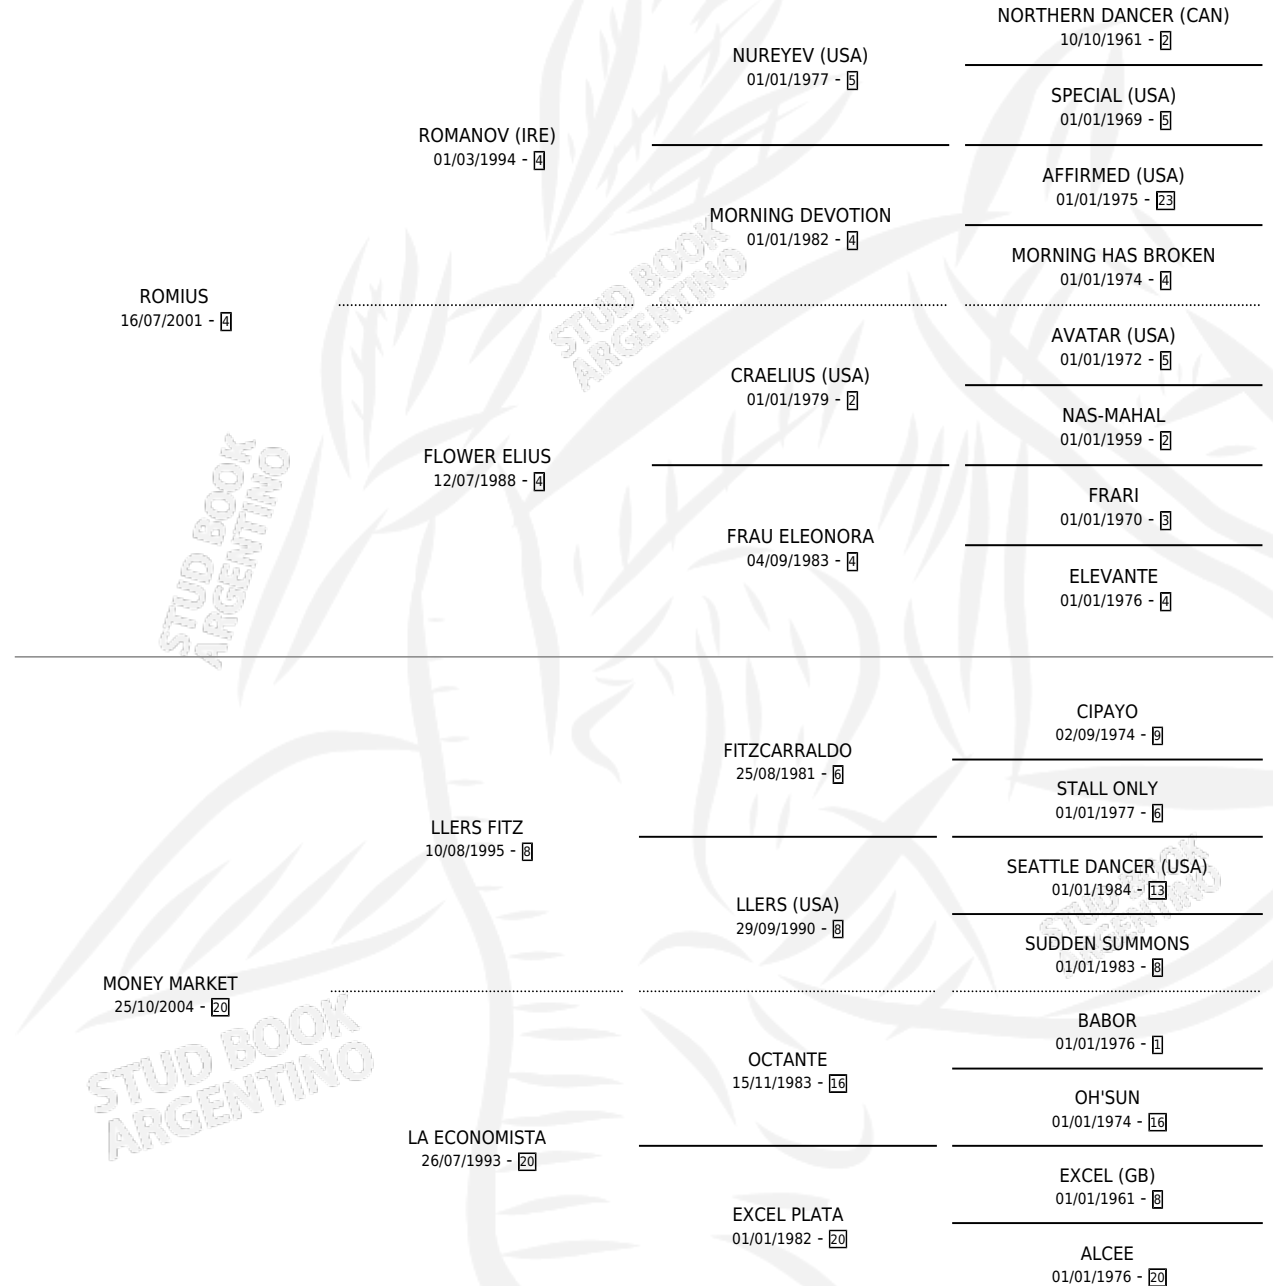 NORTHERN DANCER (CAN)
10/10/1961 - 2
NUREYEV (USA)
01/01/1977 - 5
SPECIAL (USA)
01/01/1969 - 5
ROMANOV (IRE)
01/03/1994 - 4
AFFIRMED (USA)
01/01/1975 - 23
MORNING DEVOTION
01/01/1982 - 4
MORNING HAS BROKEN
01/01/1974 - 4
ROMIUS
16/07/2001 - 4
AVATAR (USA)
01/01/1972 - 5
CRAELIUS (USA)
01/01/1979 - 2
NAS-MAHAL
01/01/1959 - 2
FLOWER ELIUS
12/07/1988 - 4
FRARI
01/01/1970 - 3
FRAU ELEONORA
04/09/1983 - 4
ELEVANTE
01/01/1976 - 4
STUD BOOK
ARGENTINO
STUD BOOK
ARGENTINO
CIPAYO
02/09/1974 - 9
FITZCARRALDO
25/08/1981 - 6
STALL ONLY
01/01/1977 - 6
LLERS FITZ
10/08/1995 - 8
SEATTLE DANCER (USA)
01/01/1984 - 13
LLERS (USA)
29/09/1990 - 8
SUDDEN SUMMONS
01/01/1983 - 8
STUD BOOK
ARGENTINO
MONEY MARKET
25/10/2004 - 20
BABOR
01/01/1976 - 1
OCTANTE
15/11/1983 - 16
OH'SUN
01/01/1974 - 16
STUD BOOK
ARGENTINO
LA ECONOMISTA
26/07/1993 - 20
EXCEL (GB)
01/01/1961 - 8
EXCEL PLATA
01/01/1982 - 20
ALCEE
01/01/1976 - 20